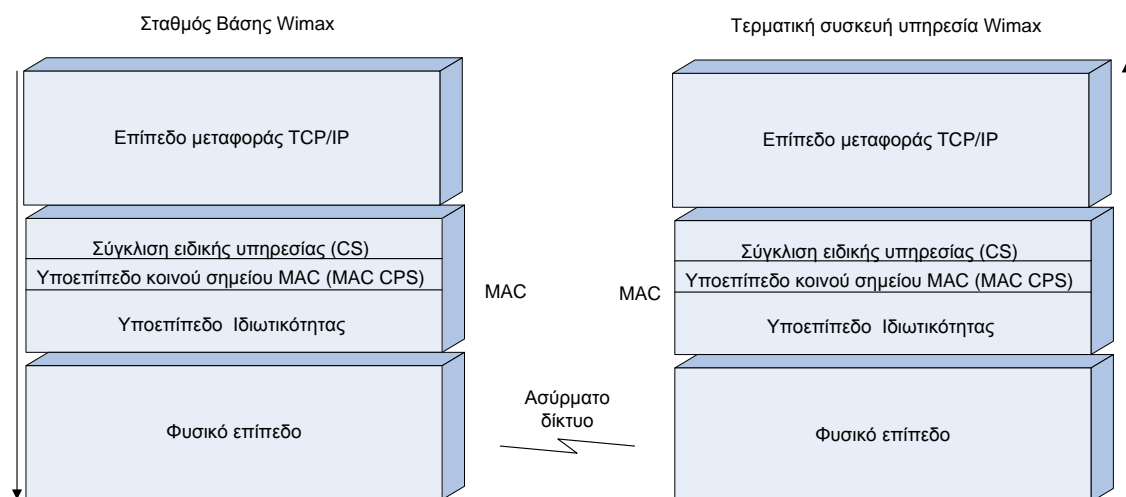 Σταθμός Βάσης Wimax
Επίπεδο μεταφοράς TCP/IP
Σύγκλιση ειδικής υπηρεσίας (CS)
Υποεπίπεδο κοινού σημείου MAC (MAC CPS)
Υποεπίπεδο Ιδιωτικότητας
MAC
Φυσικό επίπεδο
Ασύρματο
δίκτυο
Τερματική συσκευή υπηρεσία Wimax
Επίπεδο μεταφοράς TCP/IP
Σύγκλιση ειδικής υπηρεσίας (CS)
Υποεπίπεδο κοινού σημείου MAC (MAC CPS)
Υποεπίπεδο Ιδιωτικότητας
MAC
Φυσικό επίπεδο